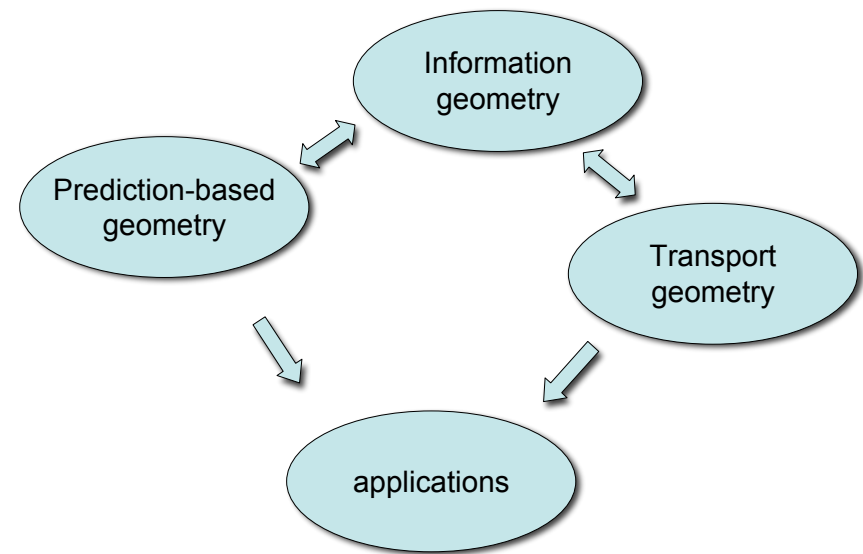 Information
geometry
Prediction-based
geometry
Transport
geometry
applications